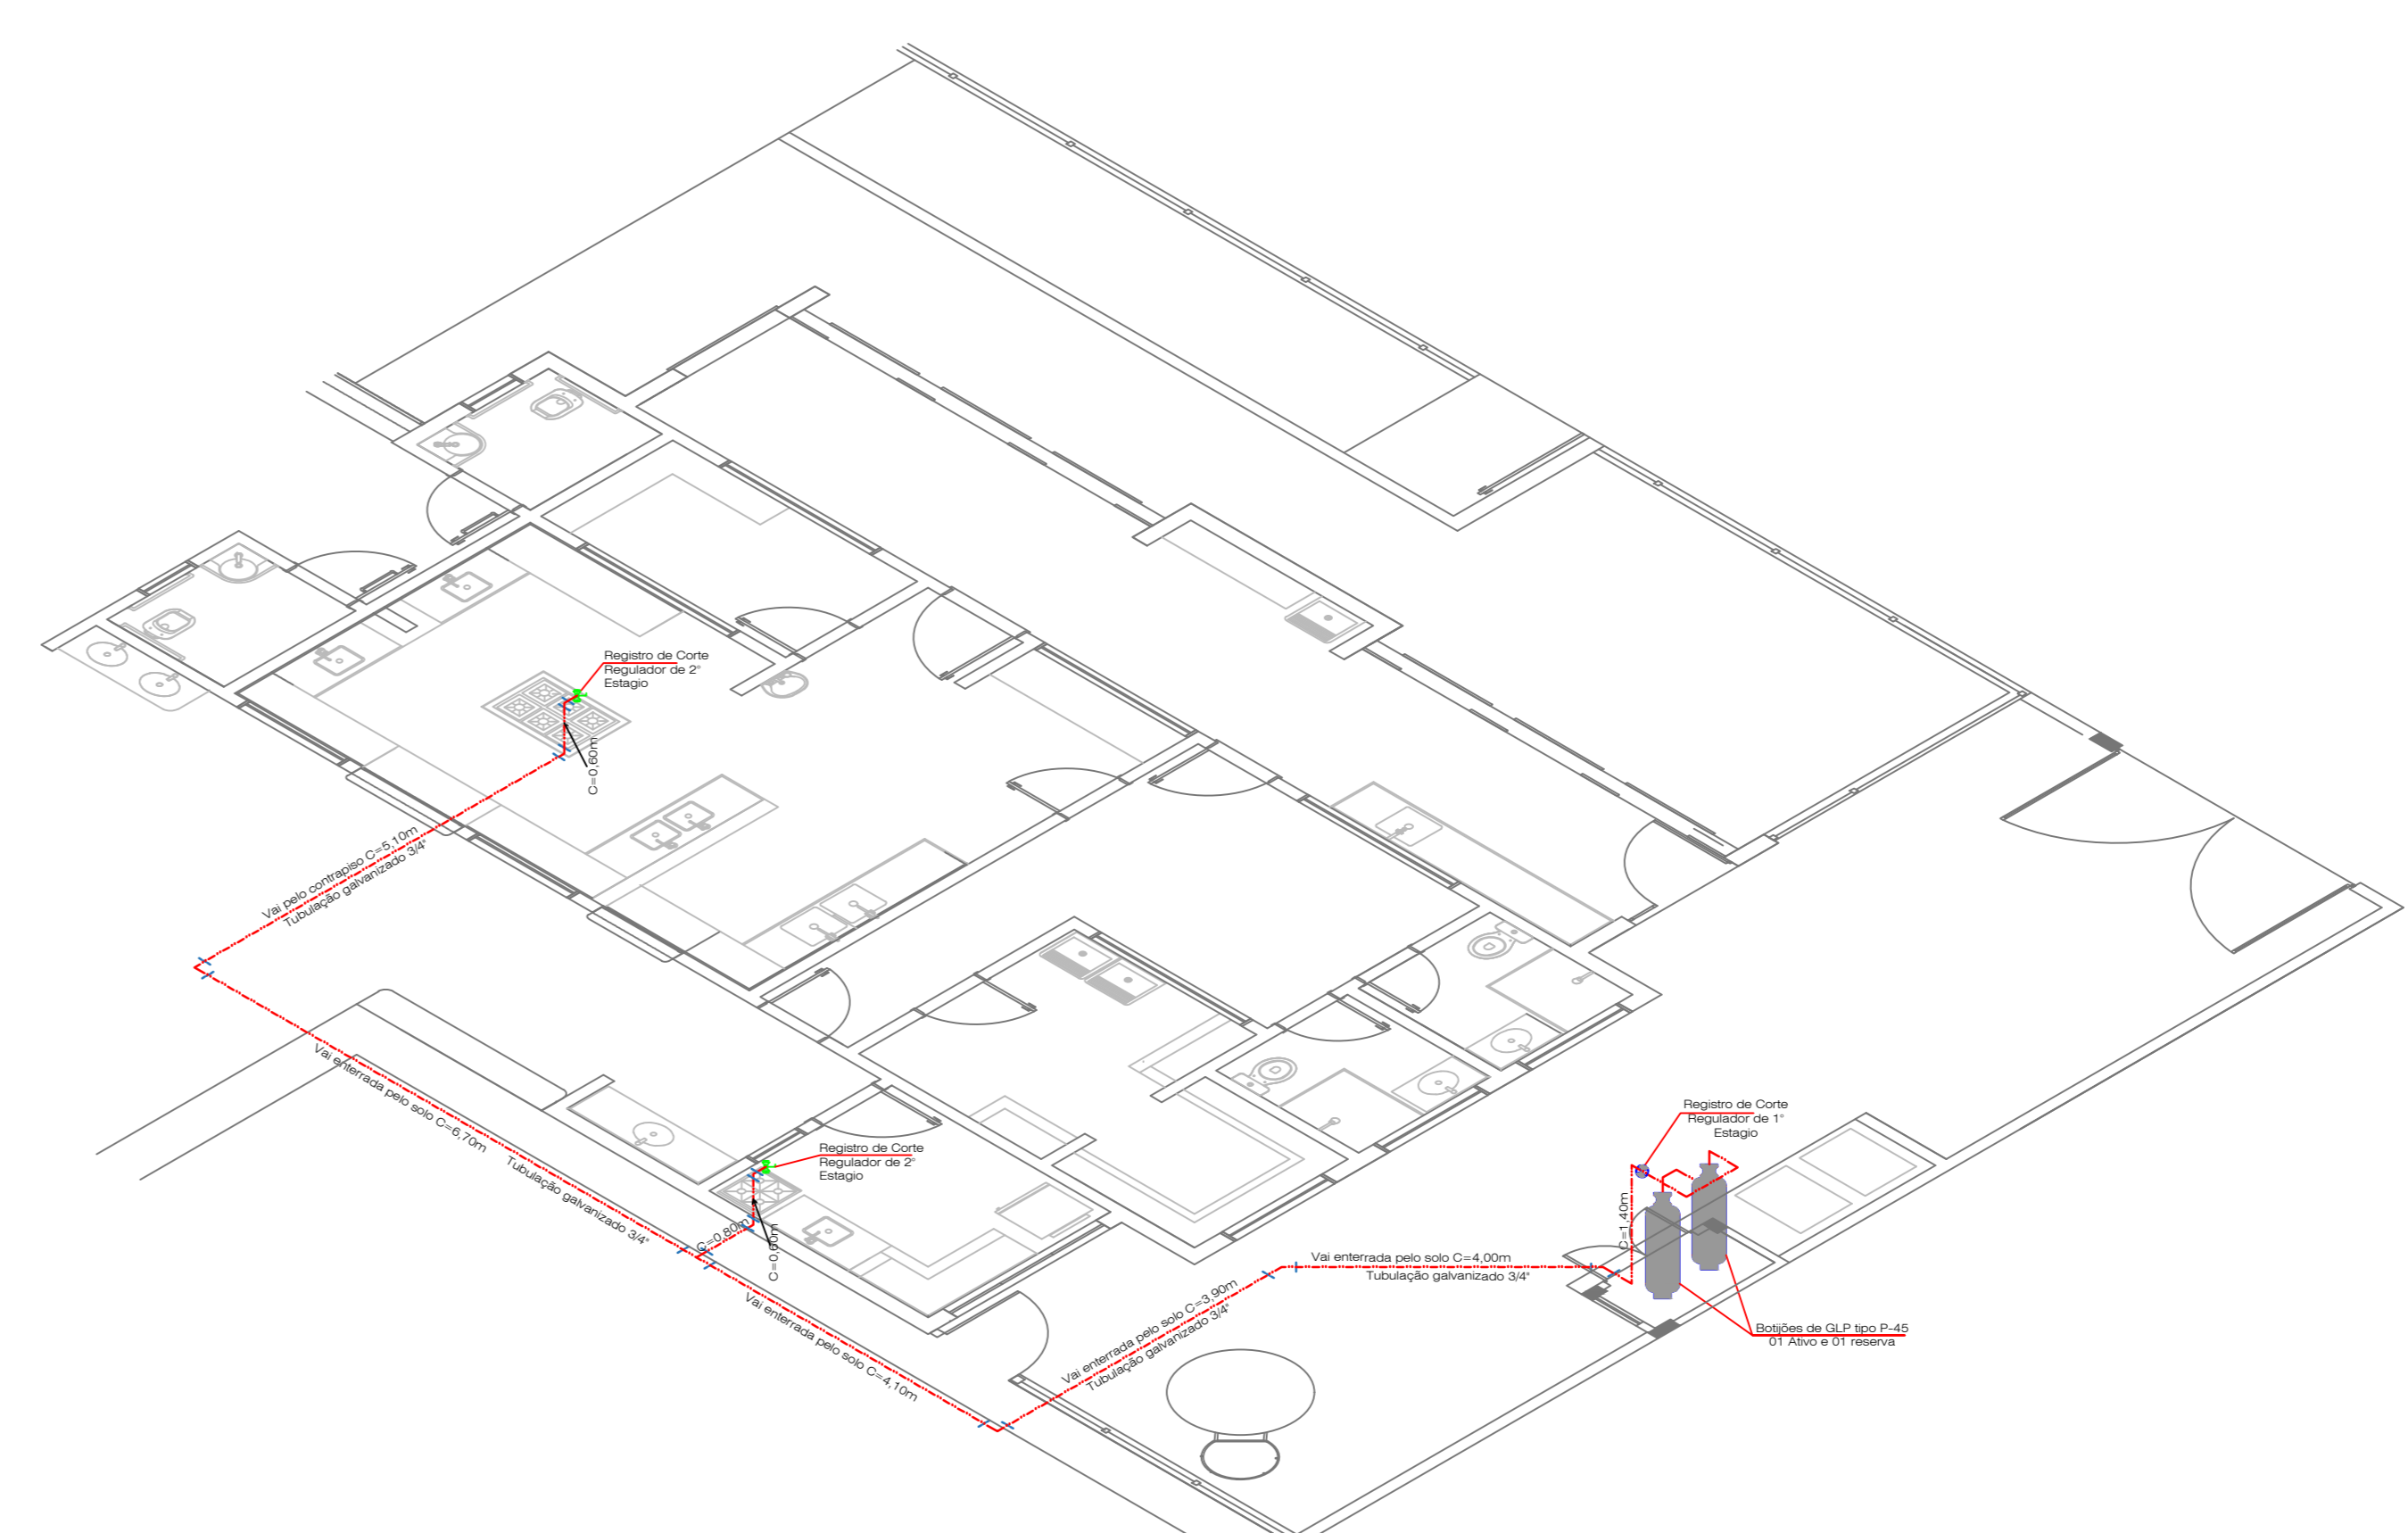 Registro de Corte
Regulador de 2°
Estagio
C=0,60m
Vai pelo contrapiso C=5,10m
Tubulação galvanizado 3/4"
Vai enterrada pelo solo C=6,70m
Tubulação galvanizado 3/4"
Registro de Corte
Regulador de 2°
Estagio
C=0,80m
C=0,60m
Vai enterrada pelo solo C=4,10m
Vai enterrada pelo solo C=3,90m
Tubulação galvanizado 3/4"
Vai enterrada pelo solo C=4,00m
Tubulação galvanizado 3/4"
Registro de Corte
Regulador de 1°
Estagio
C=1,40m
Botijões de GLP tipo P-45
01 Ativo e 01 reserva